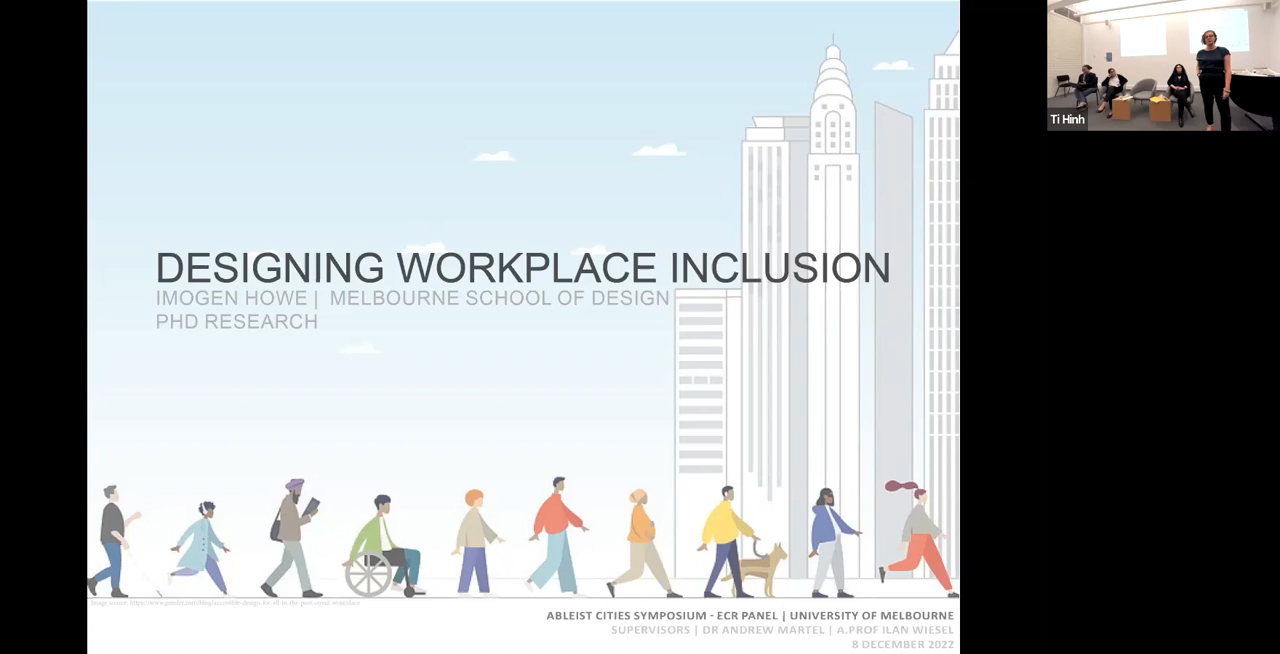 DESIGNING WORKPLACE INCLUSION
IMOGEN HOWE | MELBOURNE SCHOOL OF DESIGN
PHD RESEARCH
Ti Hinh
ABLEIST CITIES SYMPOSIUM - ECR PANEL | UNIVERSITY OF MELBOURNE
SUPERVISORS | DR ANDREW MARTEL | A.PROF ILAN WIESEL
8 DECEMBER 2022